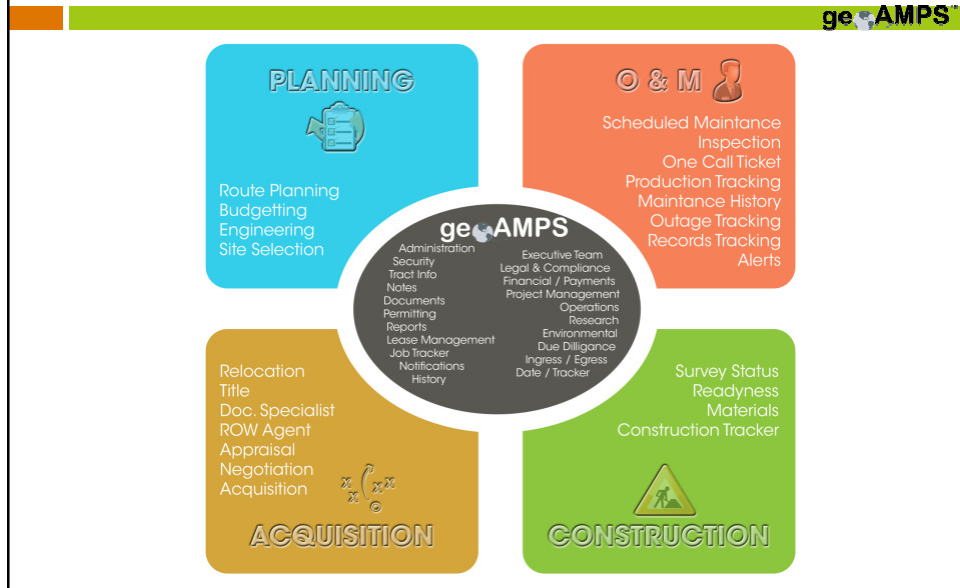 geoAMPS™
PLANNING
Route Planning
Budgetting
Engineering
Site Selection
O & M
Scheduled Maintance
Inspection
One Call Ticket
Production Tracking
Maintance History
Outage Tracking
Records Tracking
Alerts
geoAMPS
Administration
Security
Tract Info
Notes
Documents
Permitting
Reports
Lease Management
Job Tracker
Notifications
History
Executive Team
Legal & Compliance
Financial / Payments
Project Management
Operations
Research
Environmental
Due Dilligance
Ingress / Egress
Date / Tracker
Relocation
Title
Doc. Specialist
ROW Agent
Appraisal
Negotiation
Acquisition
ACQUISITION
Survey Status
Readyness
Materials
Construction Tracker
CONSTRUCTION